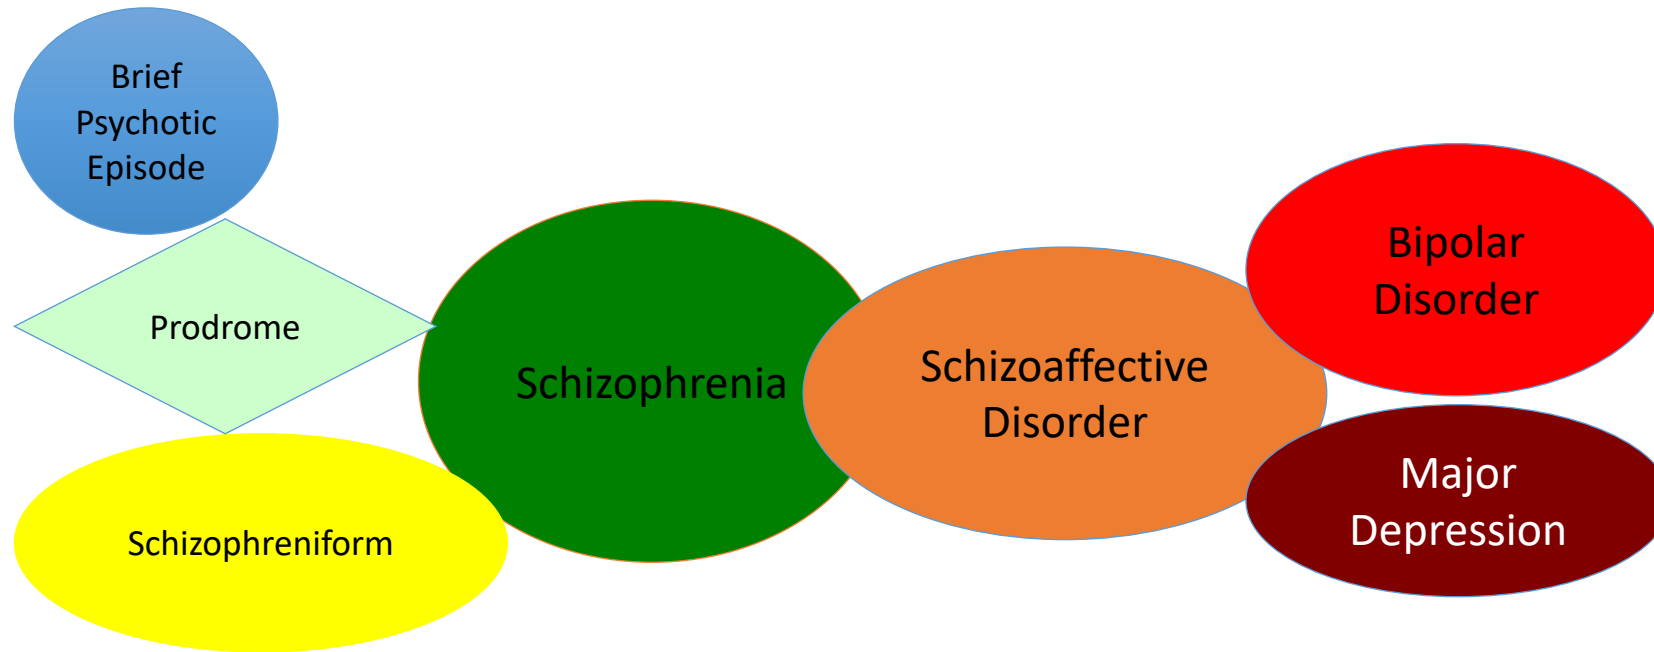 Brief
Psychotic
Episode
Prodrome
Schizophreniform
Schizophrenia
Schizoaffective
Disorder
Bipolar
Disorder
Major
Depression